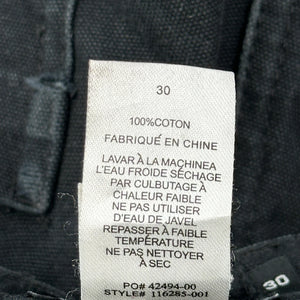 30
100%COTON
FABRIQUÉ EN CHINE
LAVAR À LA MACHINEA
L'EAU FROIDE SÉCHAGE
PAR CULBUTAGE À
CHALEUR FAIBLE
NE PAS UTILISER
D'EAU DE JAVEL
REPASSER À FAIBLE
TEMPÉRATURE
NE PAS NETTOYER
À SEC
PO# 42494-00
STYLE# 116285-001
30